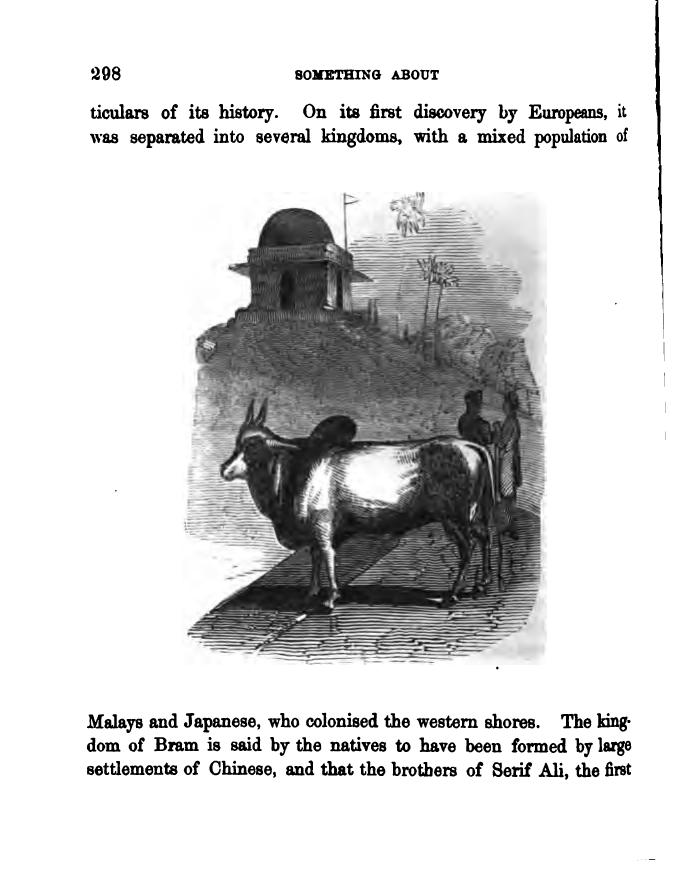 298
SOMETHING ABOUT
ticulars of its history. On its first discovery by Europeans, it
was separated into several kingdoms, with a mixed population of
Malays and Japanese, who colonised the western shores. The king-
dom of Bram is said by the natives to have been formed by large
settlements of Chinese, and that the brothers of Serif Ali, the first